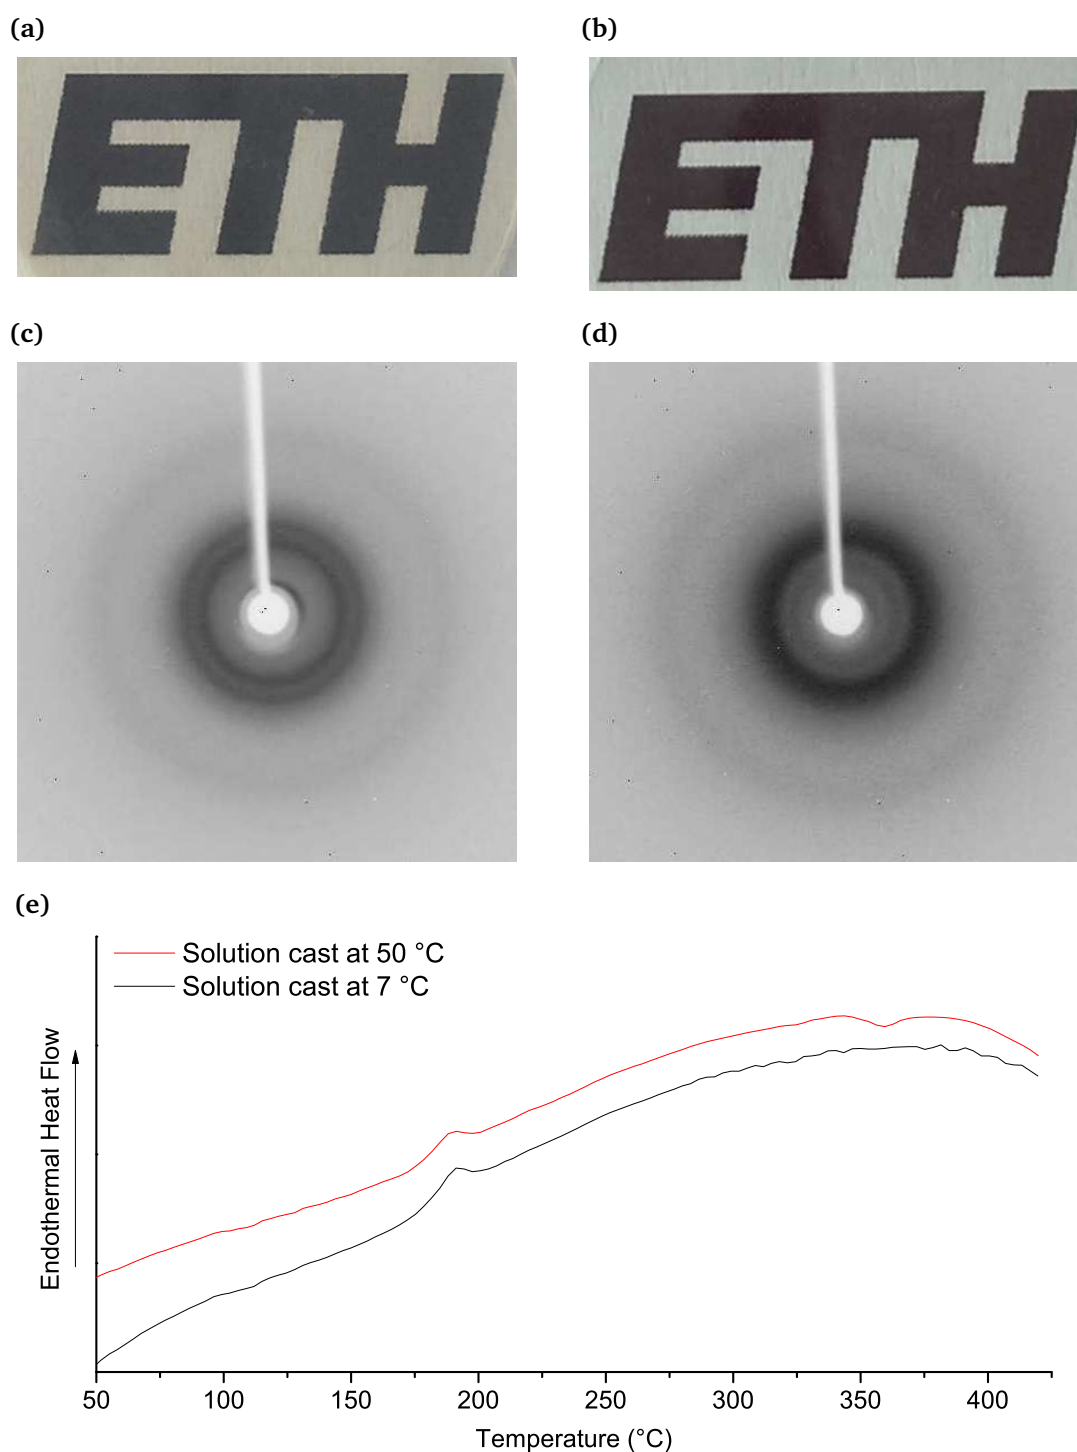 (a)
(b)
ETH
ETH
(c)
(d)
(e)
Solution cast at 50 °C
Solution cast at 7 °C
Endothermal Heat Flow
50 100 150 200 250 300 350 400
Temperature (°C)